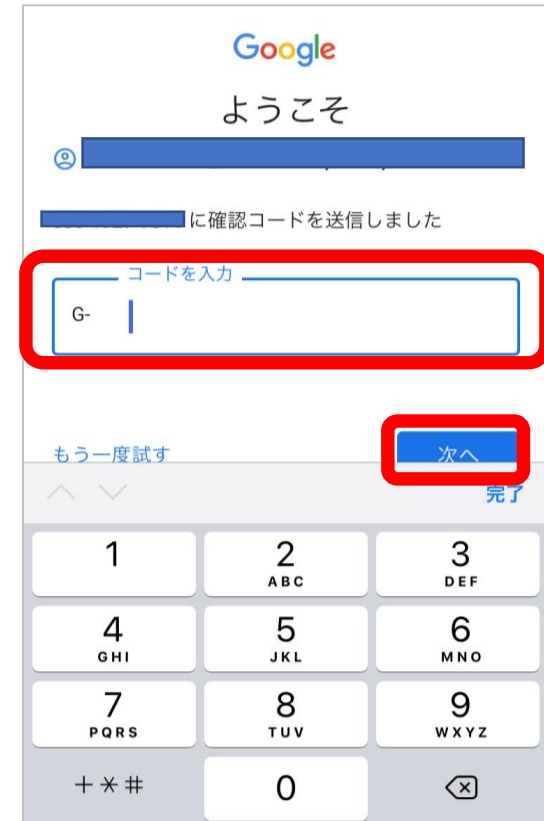 Google
ようこそ
に確認コードを送信しました
コードを入力
G-
もう一度試す
次へ
完了
1
2
ABC
3
DEF
4
GHI
5
JKL
6
MNO
7
PQRS
8
TUV
9
WXYZ
+*#
0